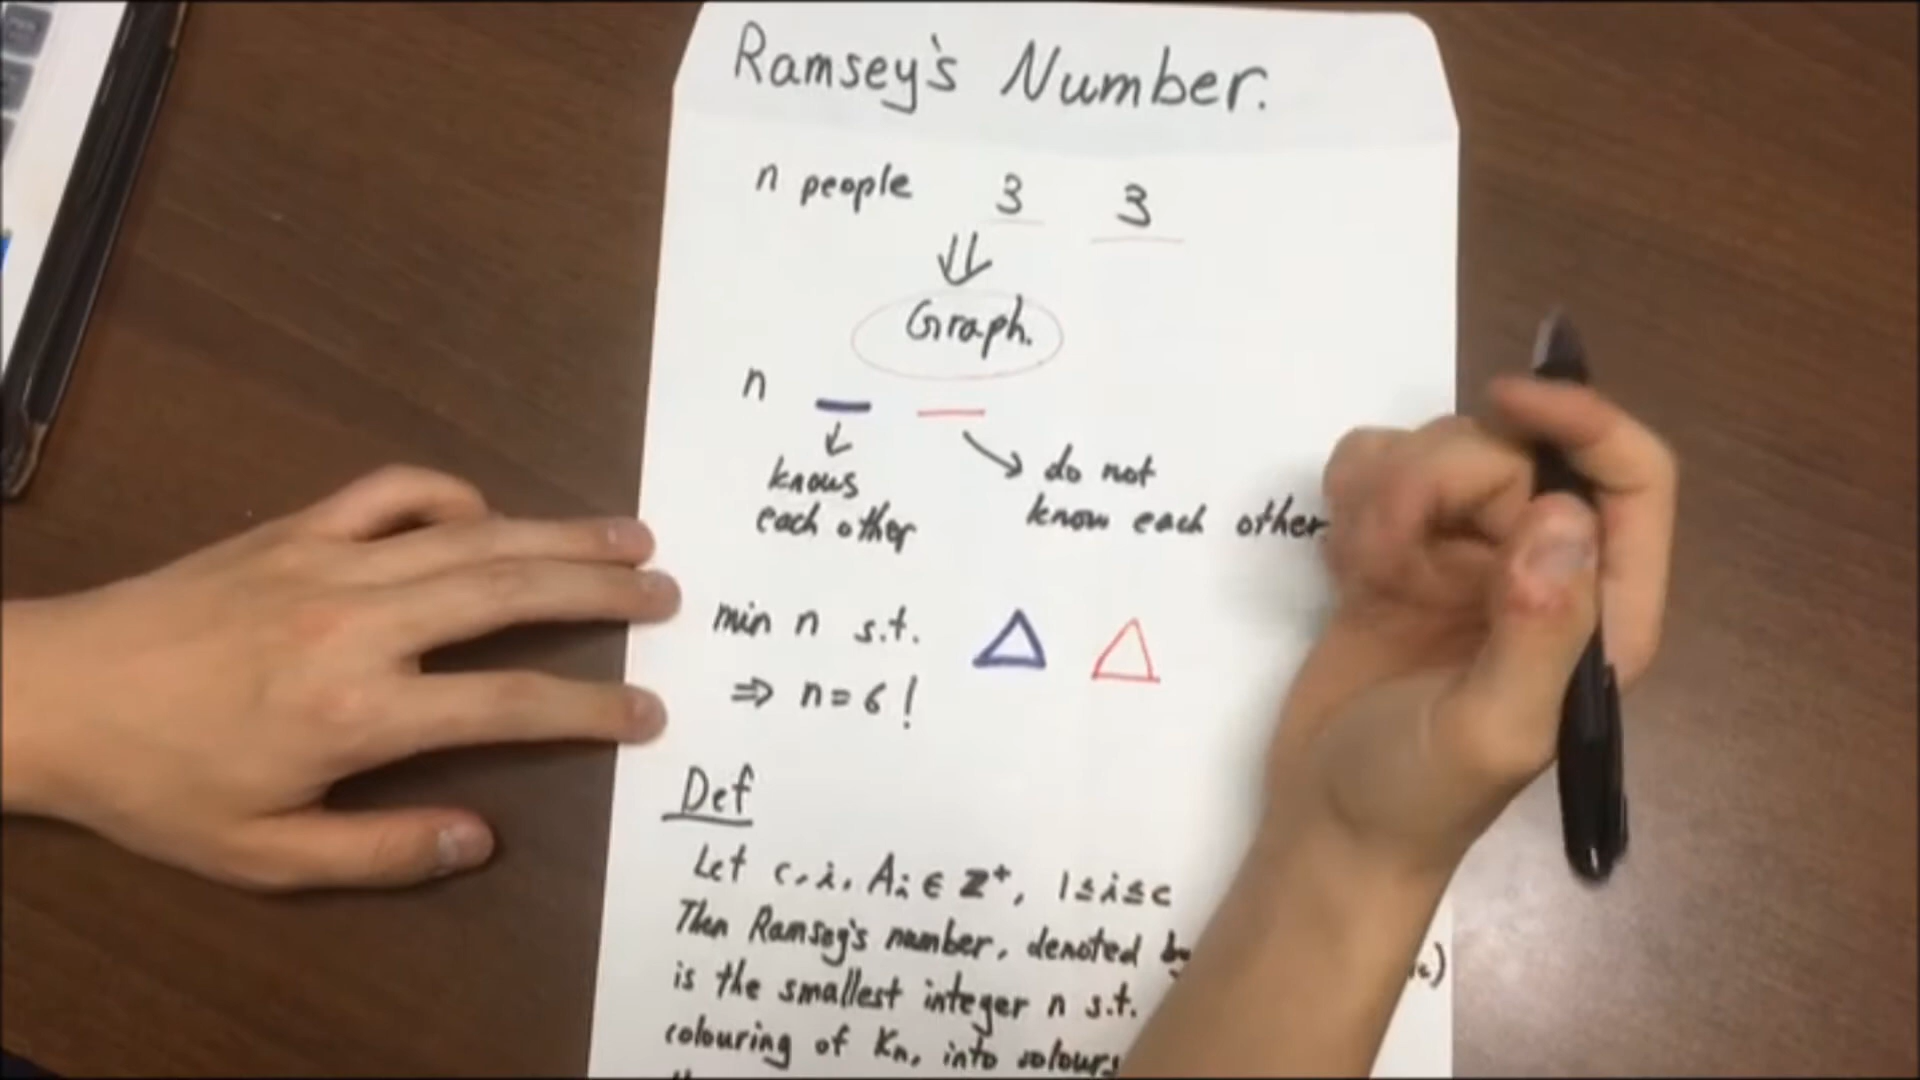 Ramsey's Number.
n people 3 3
Graph.
n
knows
each other
do not
know each other
min n s.t.
⇒ n = 6 !
Def
Let c, i, Ai ∈ Z⁺, 1 ≤ i ≤ c
Then Ramsey's number, denoted by
is the smallest integer n s.t.
colouring of Kn, into colours